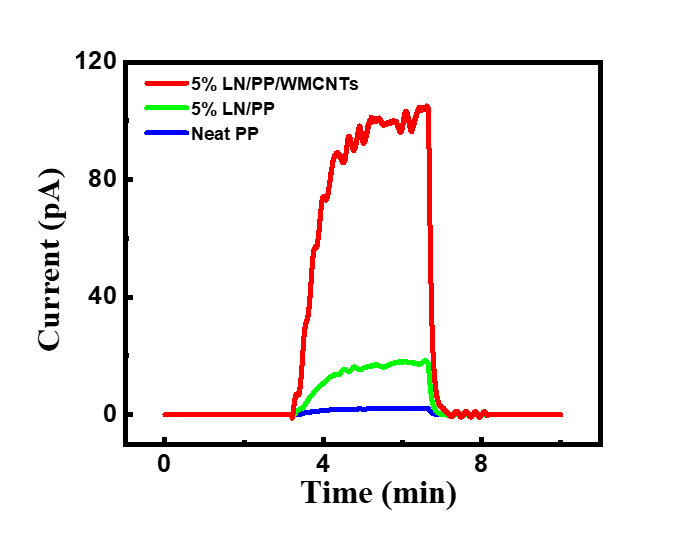 120
5% LN/PP/WMCNTs
5% LN/PP
Neat PP
80
40
0
Current (pA)
0 4 8
Time (min)